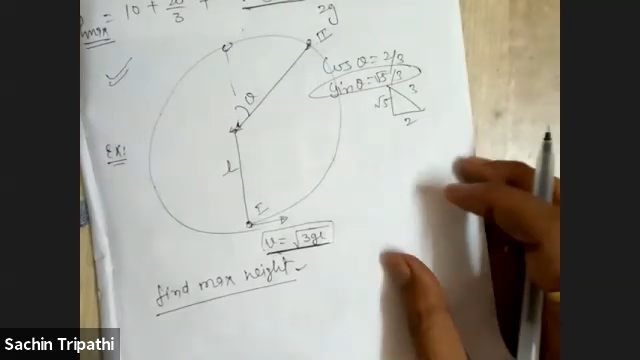 max = 10 + 20/3 +
2g
II
cos θ = 2/3
sin θ = √5/3
θ
3
√5
2
Ex:
l
I
u = √3gl
find max height
Sachin Tripathi